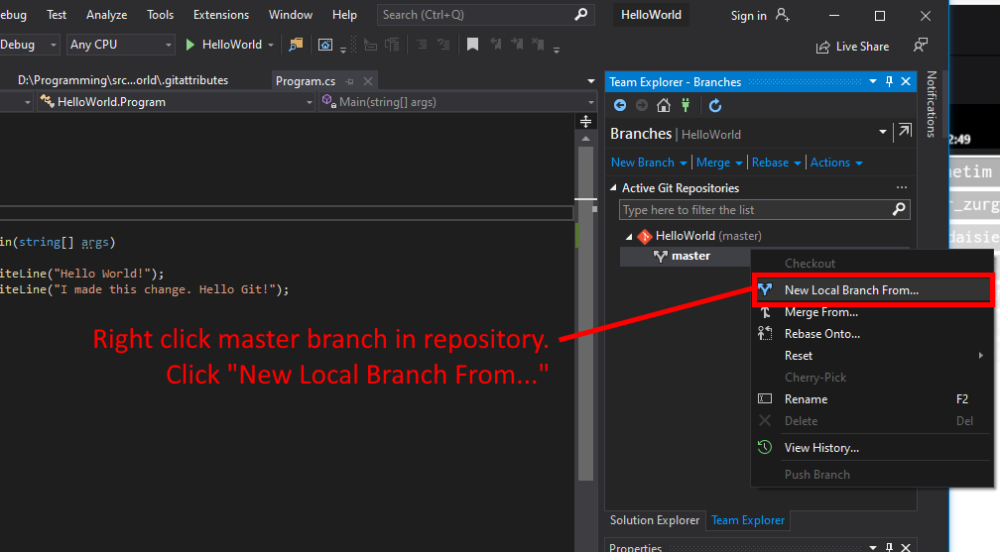 ebug Test Analyze Tools Extensions Window Help Search (Ctrl+Q) HelloWorld Sign in
Debug Any CPU HelloWorld Live Share
D:\Programming\src...orld\.gitattributes Program.cs
HelloWorld.Program Main(string[] args)
in(string[] args)
iteLine("Hello World!");
iteLine("I made this change. Hello Git!");
Right click master branch in repository.
Click "New Local Branch From..."
Team Explorer - Branches
Branches | HelloWorld
New Branch Merge Rebase Actions
Active Git Repositories ...
Type here to filter the list
HelloWorld (master)
master
Checkout
New Local Branch From...
Merge From...
Rebase Onto...
Reset
Cherry-Pick
Rename F2
Delete Del
View History...
Push Branch
Solution Explorer Team Explorer
Properties
Notifications
2:49
netim
r_zurg
daisie